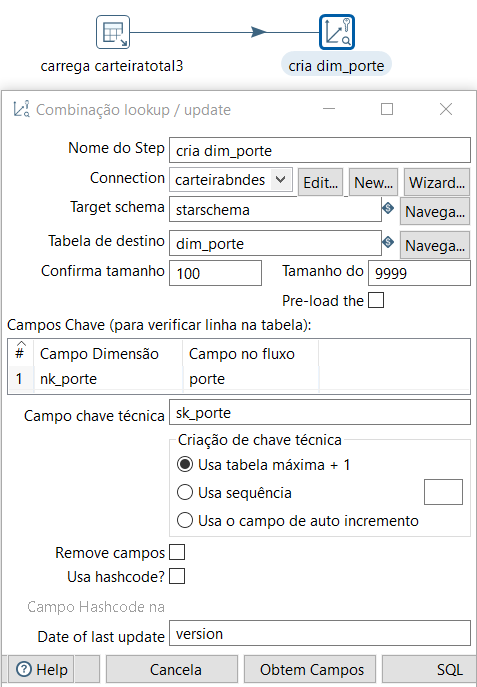 carrega carteiratotal3
cria dim_porte
Combinação lookup / update
Nome do Step cria dim_porte
Connection carteirabndes Edit... New... Wizard...
Target schema starschema Navega...
Tabela de destino dim_porte Navega...
Confirma tamanho 100 Tamanho do 9999
Pre-load the
Campos Chave (para verificar linha na tabela):
# Campo Dimensão Campo no fluxo
1 nk_porte porte
Campo chave técnica sk_porte
Criação de chave técnica
Usa tabela máxima + 1
Usa sequência
Usa o campo de auto incremento
Remove campos
Usa hashcode?
Campo Hashcode na
Date of last update version
Help Cancela Obtem Campos SQL